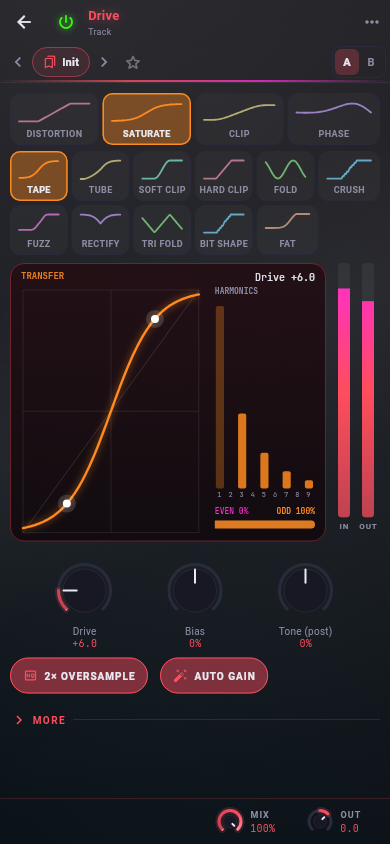 Drive
Track
Init
A B
DISTORTION SATURATE CLIP PHASE
TAPE TUBE SOFT CLIP HARD CLIP FOLD CRUSH
FUZZ RECTIFY TRI FOLD BIT SHAPE FAT
TRANSFER Drive +6.0
HARMONICS
1 2 3 4 5 6 7 8 9
EVEN 0% ODD 100%
IN OUT
Drive Bias Tone (post)
+6.0 0% 0%
HQ 2× OVERSAMPLE AUTO GAIN
MORE
MIX OUT
100% 0.0